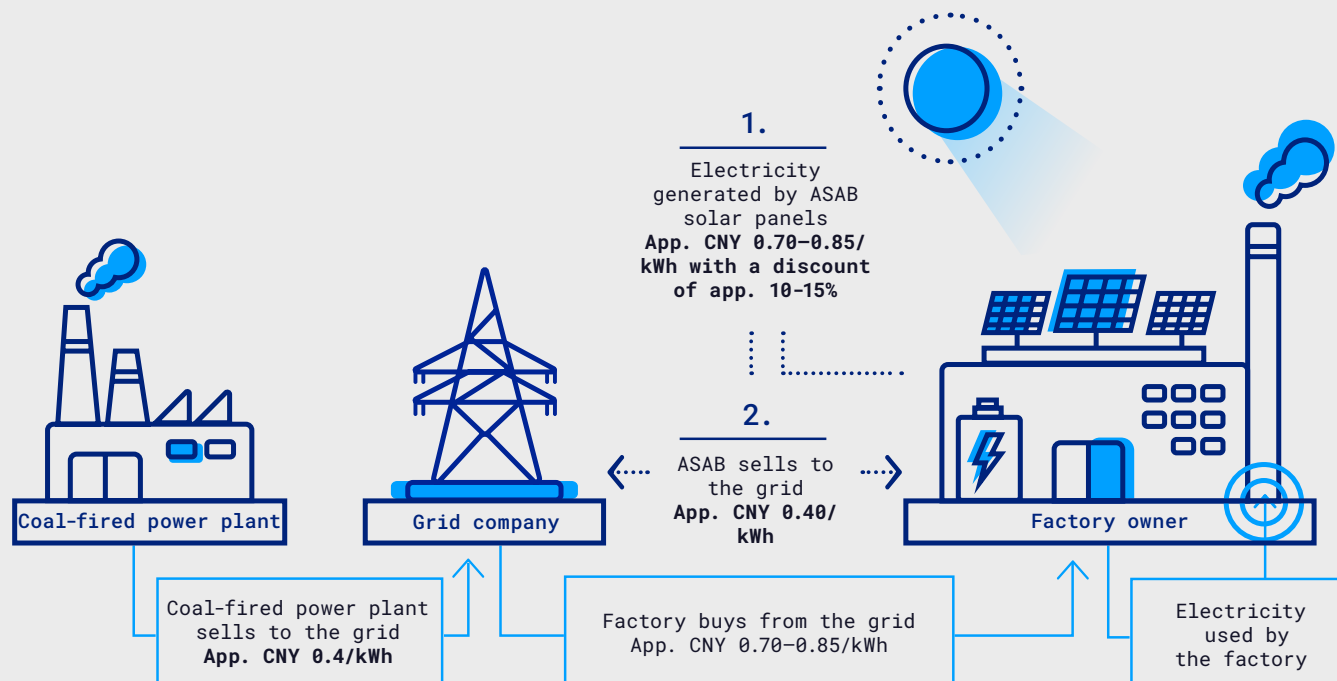 1.
Electricity
generated by ASAB
solar panels
App. CNY 0.70–0.85/
kWh with a discount
of app. 10-15%
2.
ASAB sells to
the grid
App. CNY 0.40/
kWh
Coal-fired power plant
Grid company
Factory owner
Coal-fired power plant
sells to the grid
App. CNY 0.4/kWh
Factory buys from the grid
App. CNY 0.70–0.85/kWh
Electricity
used by
the factory